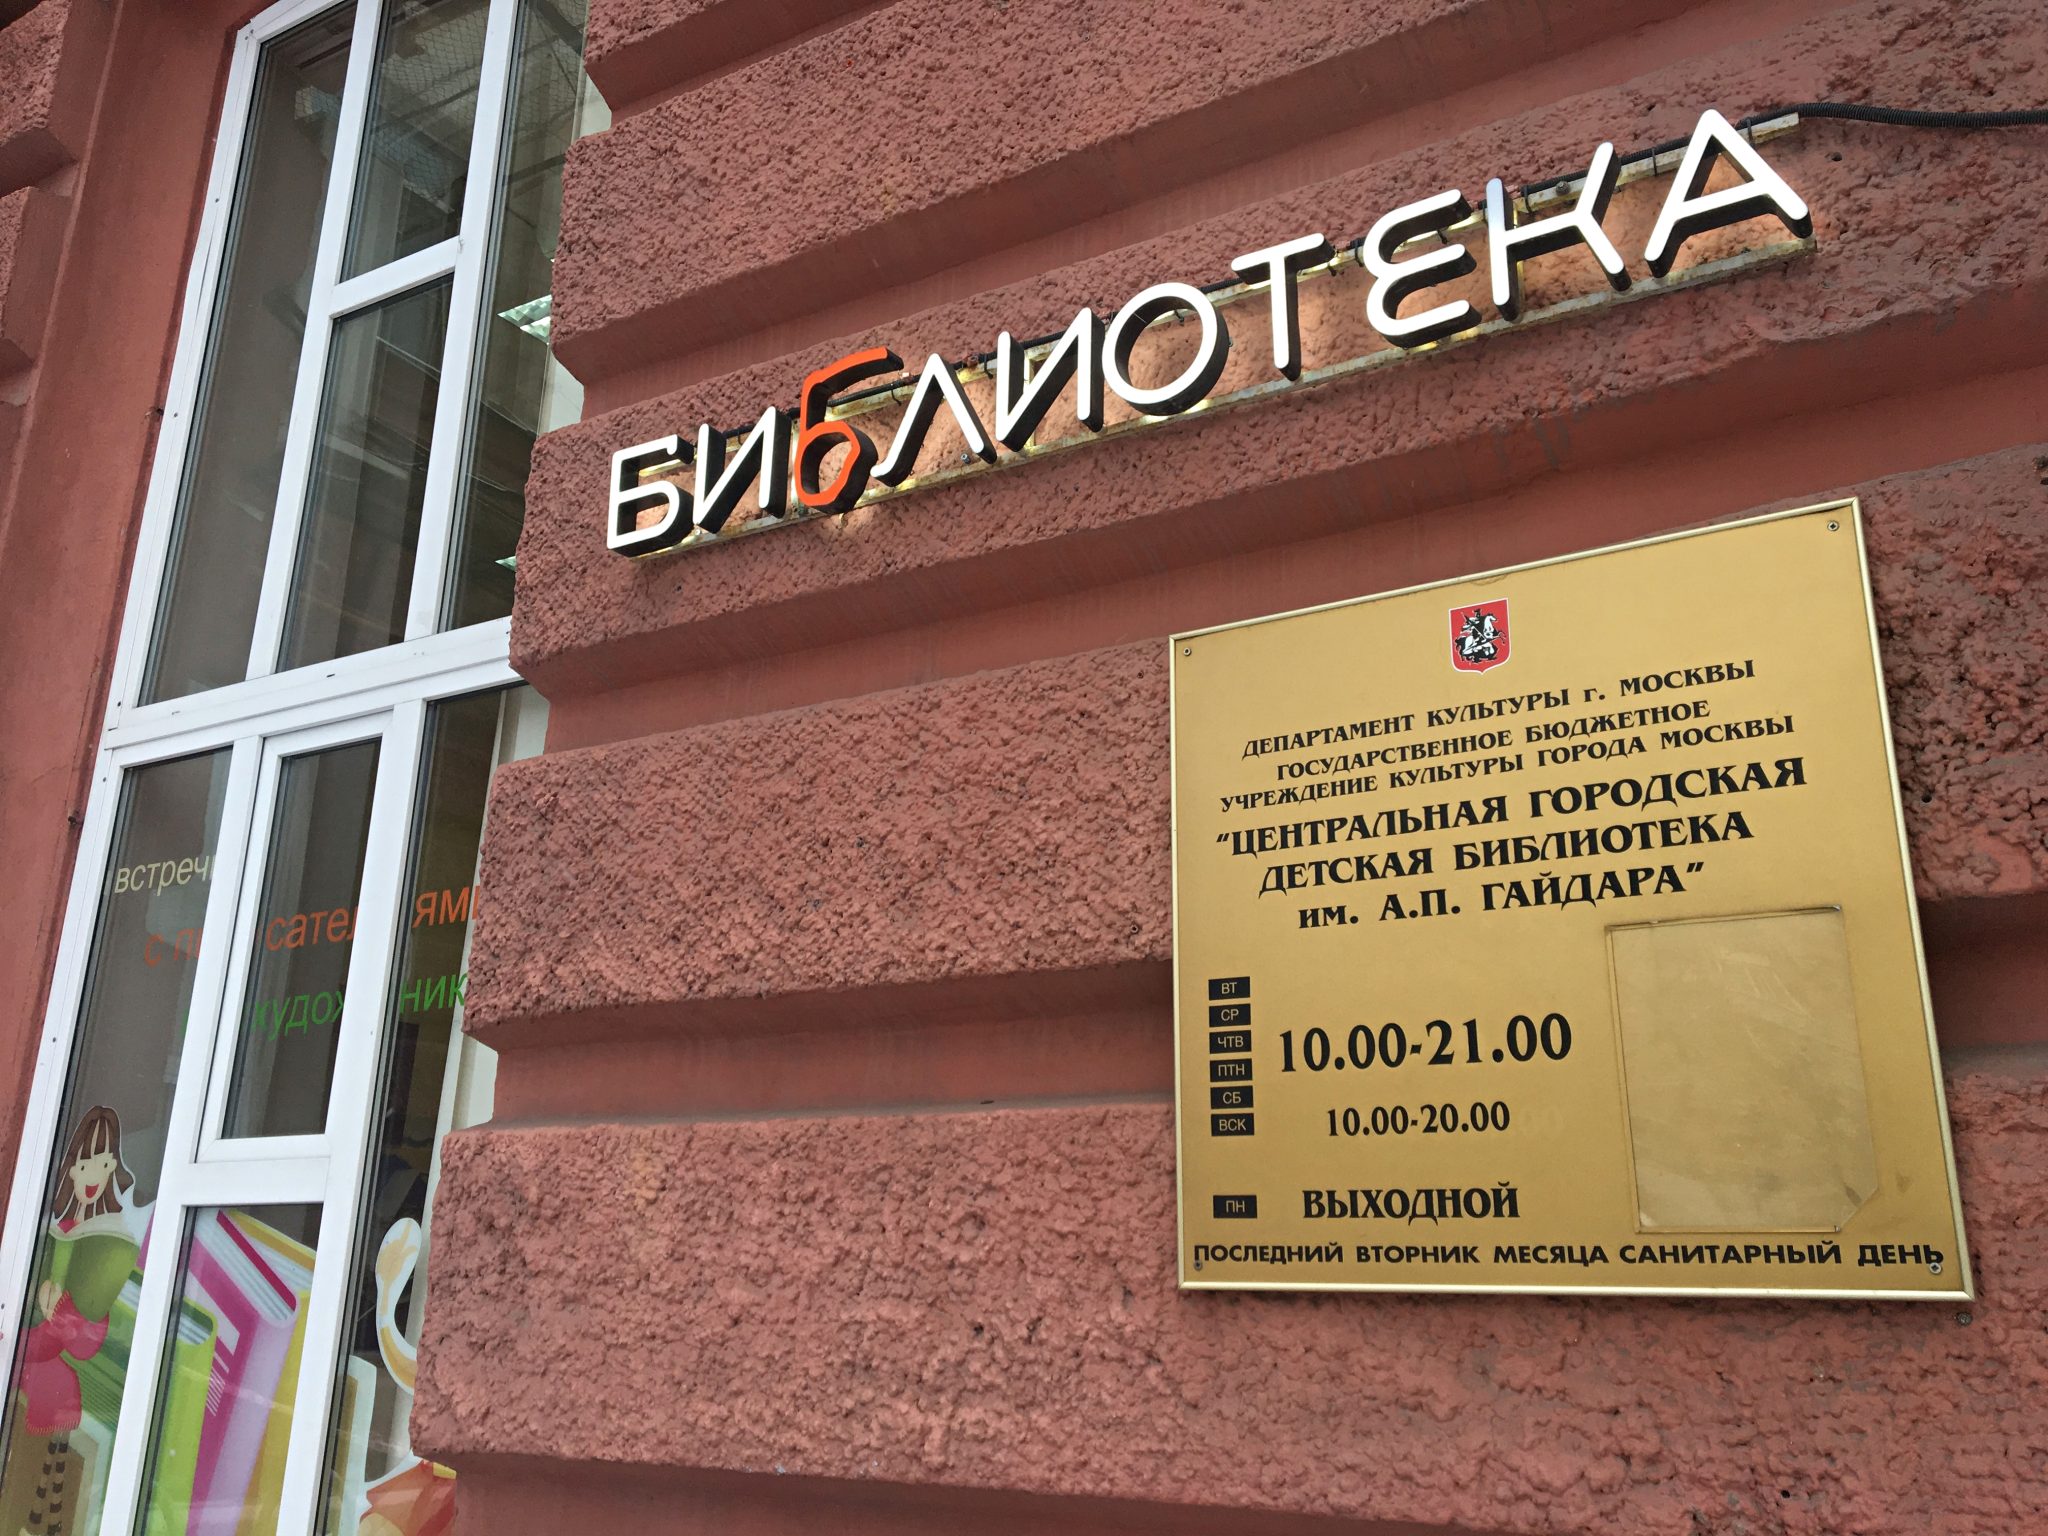 БИБЛИОТЕКА
ДЕПАРТАМЕНТ КУЛЬТУРЫ г. МОСКВЫ
ГОСУДАРСТВЕННОЕ БЮДЖЕТНОЕ
УЧРЕЖДЕНИЕ КУЛЬТУРЫ ГОРОДА МОСКВЫ
"ЦЕНТРАЛЬНАЯ ГОРОДСКАЯ
ДЕТСКАЯ БИБЛИОТЕКА
им. А.П. ГАЙДАРА"
ВТ
СР
ЧТВ
10.00-21.00
ПТН
СБ
ВСК
10.00-20.00
ПН ВЫХОДНОЙ
ПОСЛЕДНИЙ ВТОРНИК МЕСЯЦА САНИТАРНЫЙ ДЕНЬ